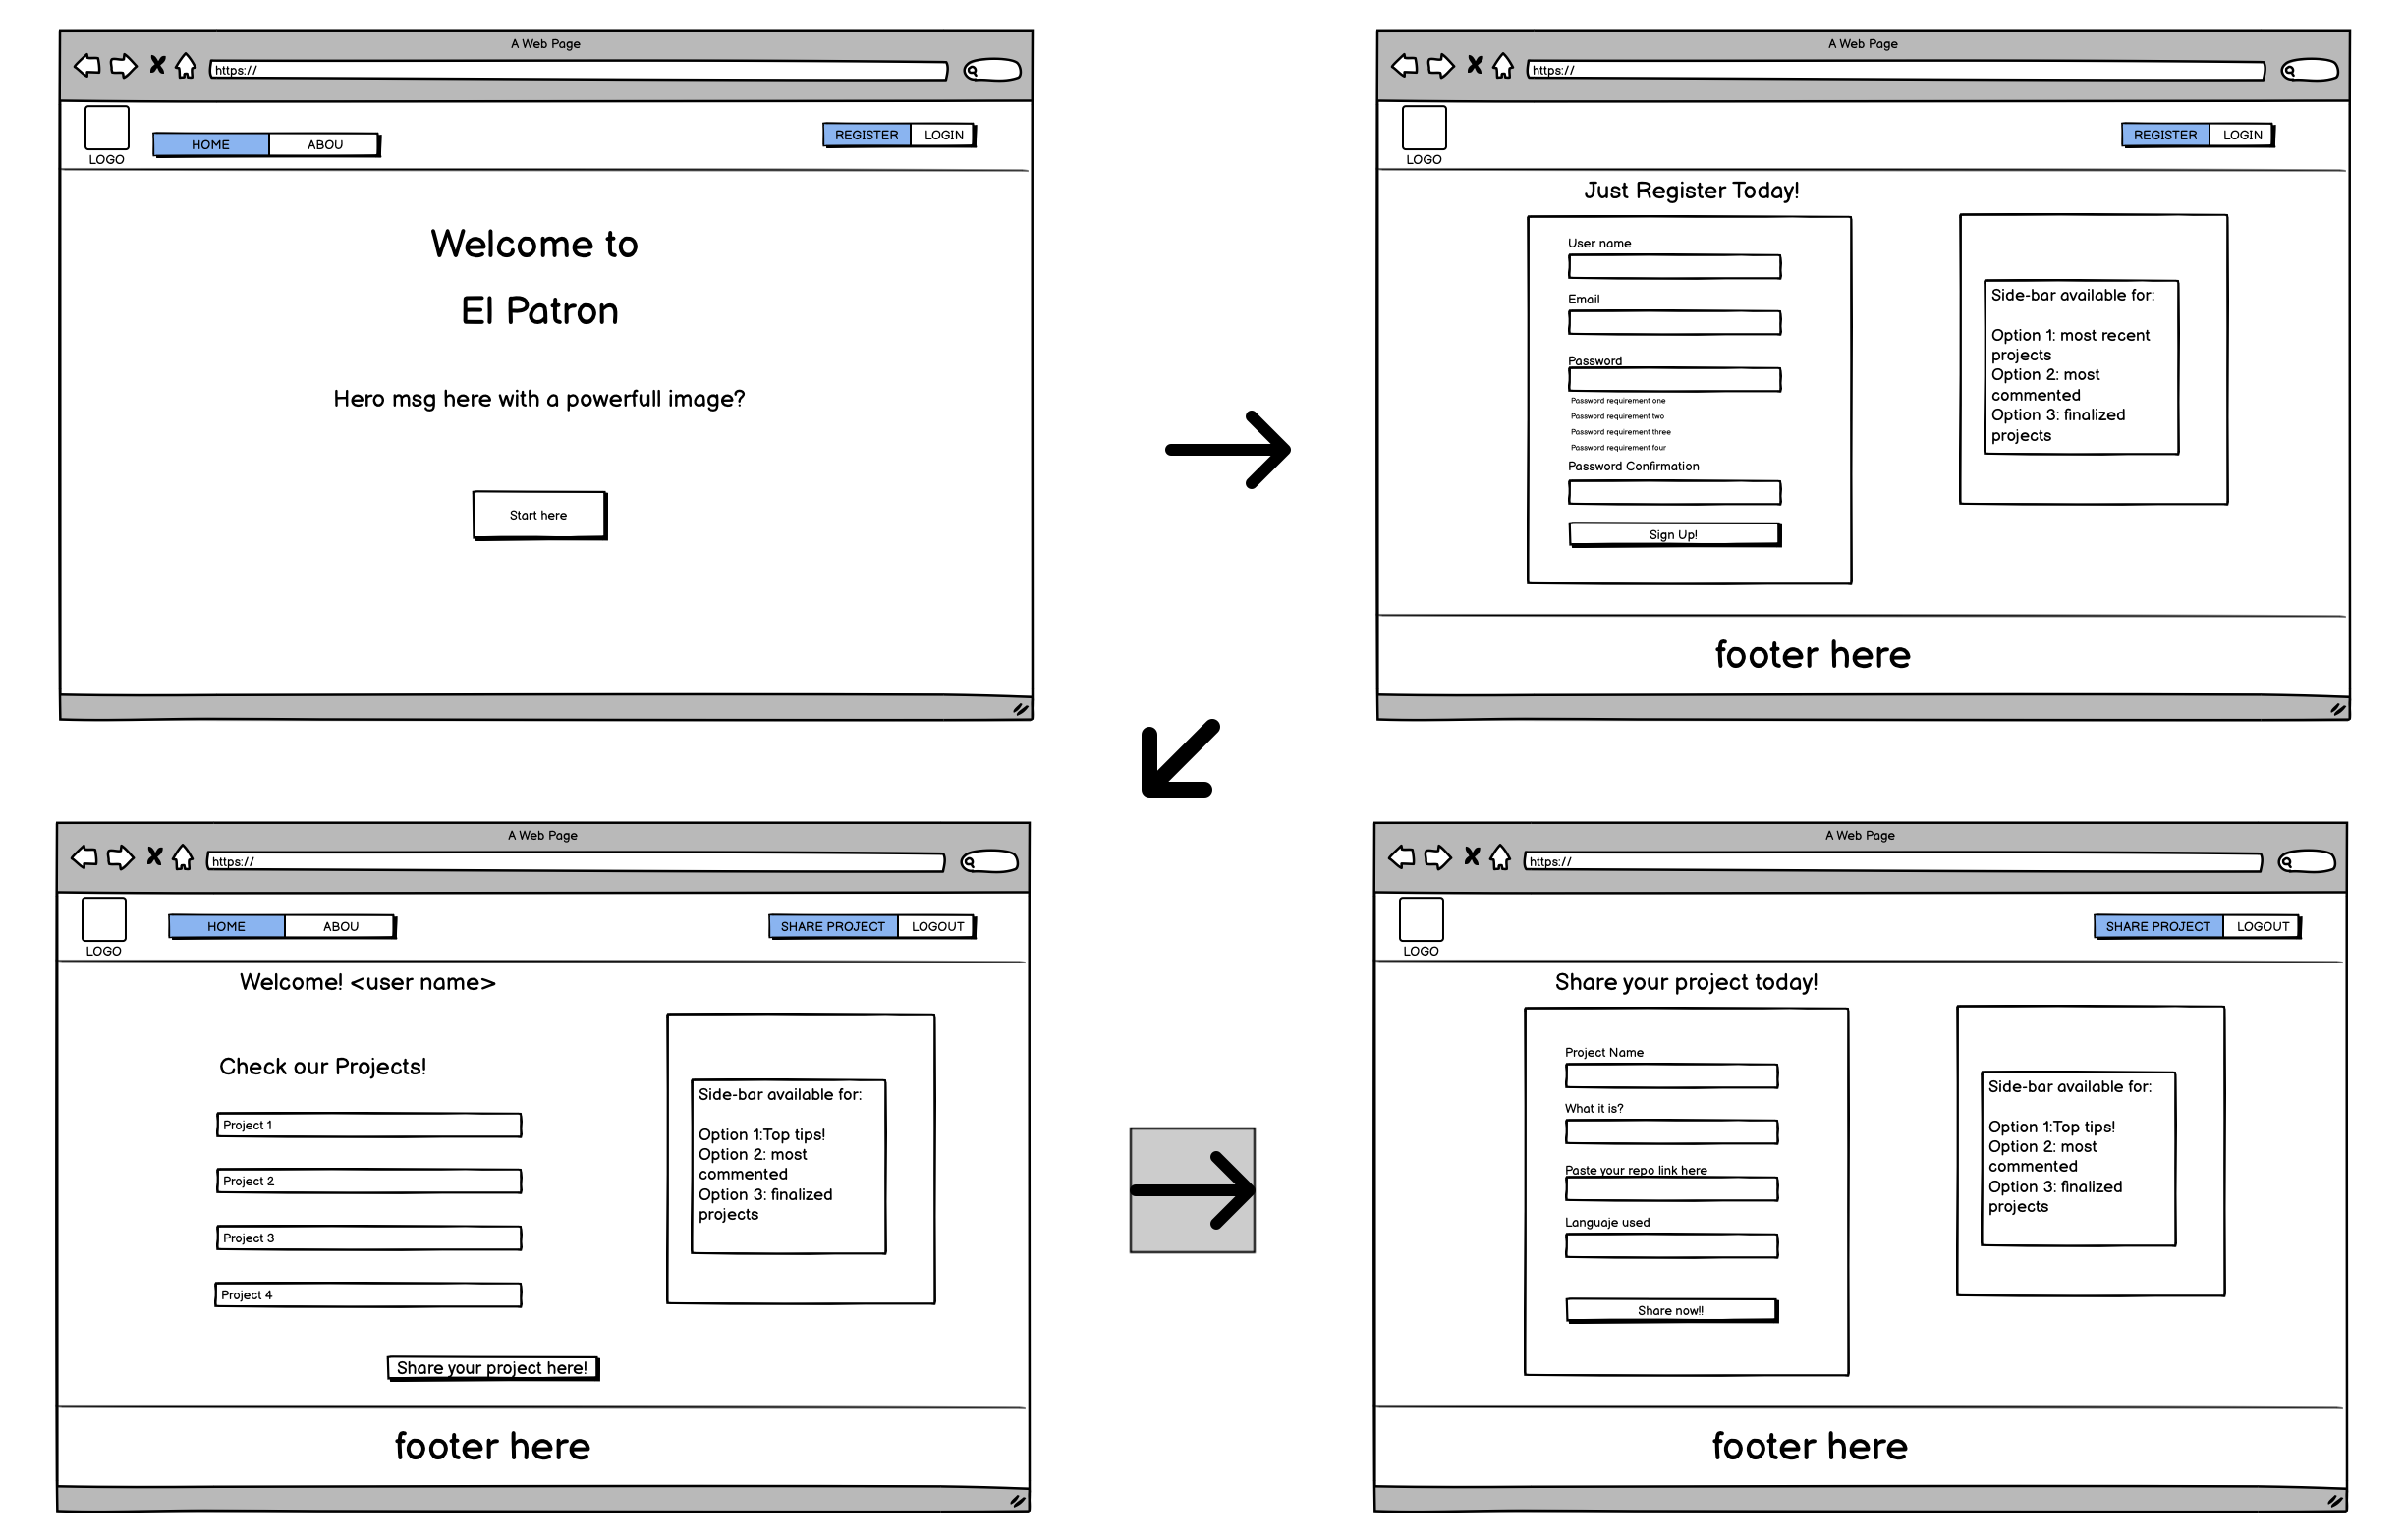 A Web Page
https://
LOGO
HOME
ABOU
REGISTER
LOGIN
Welcome to
El Patron
Hero msg here with a powerfull image?
Start here
A Web Page
https://
LOGO
REGISTER
LOGIN
Just Register Today!
User name
Email
Password
Password requirement one
Password requirement two
Password requirement three
Password requirement four
Password Confirmation
Sign Up!
Side-bar available for:
Option 1: most recent
projects
Option 2: most
commented
Option 3: finalized
projects
footer here
A Web Page
https://
LOGO
HOME
ABOU
SHARE PROJECT
LOGOUT
Welcome! <user name>
Check our Projects!
Project 1
Project 2
Project 3
Project 4
Share your project here!
Side-bar available for:
Option 1:Top tips!
Option 2: most
commented
Option 3: finalized
projects
footer here
A Web Page
https://
LOGO
SHARE PROJECT
LOGOUT
Share your project today!
Project Name
What it is?
Paste your repo link here
Languaje used
Share now!!
Side-bar available for:
Option 1:Top tips!
Option 2: most
commented
Option 3: finalized
projects
footer here